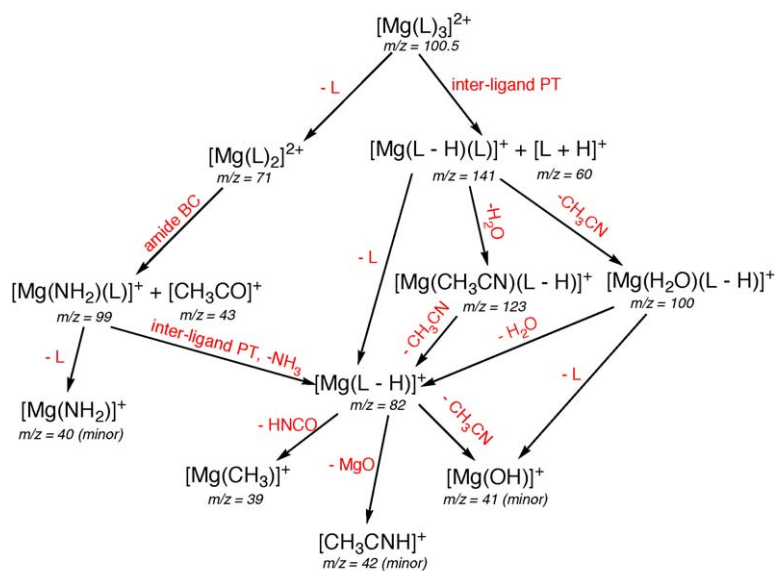 [Mg(L)₃]²⁺
m/z = 100.5
- L
inter-ligand PT
[Mg(L)₂]²⁺
m/z = 71
[Mg(L - H)(L)]⁺ + [L + H]⁺
m/z = 141
m/z = 60
amide BC
- L
-H₂O
-CH₃CN
[Mg(NH₂)(L)]⁺ + [CH₃CO]⁺
m/z = 99
m/z = 43
[Mg(CH₃CN)(L - H)]⁺
m/z = 123
[Mg(H₂O)(L - H)]⁺
m/z = 100
- L
inter-ligand PT, -NH₃
- CH₃CN
- H₂O
- L
[Mg(NH₂)]⁺
m/z = 40 (minor)
[Mg(L - H)]⁺
m/z = 82
- HNCO
- MgO
- CH₃CN
[Mg(CH₃)]⁺
m/z = 39
[Mg(OH)]⁺
m/z = 41 (minor)
[CH₃CNH]⁺
m/z = 42 (minor)